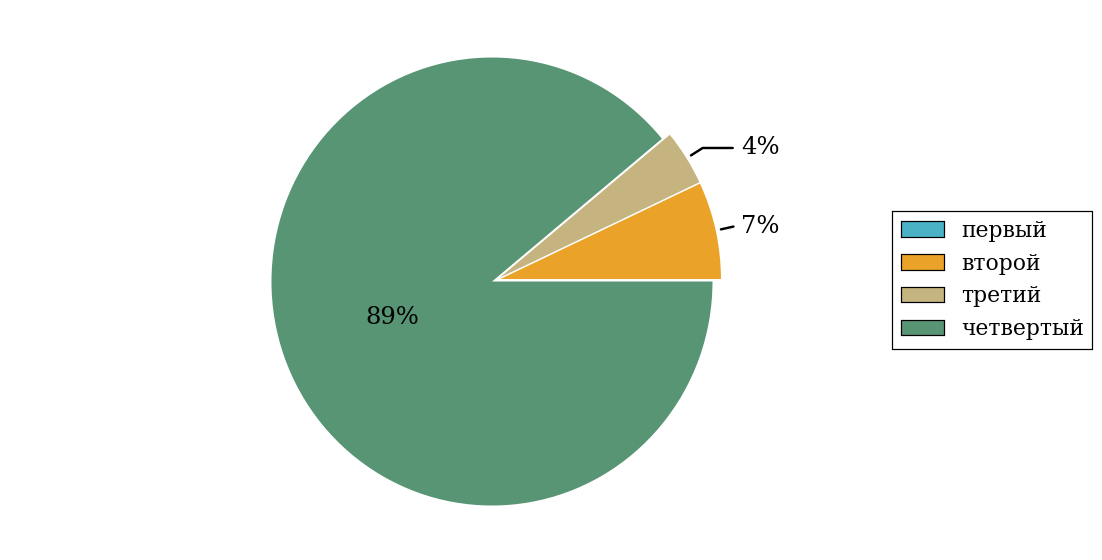 4%
7%
89%
первый
второй
третий
четвертый